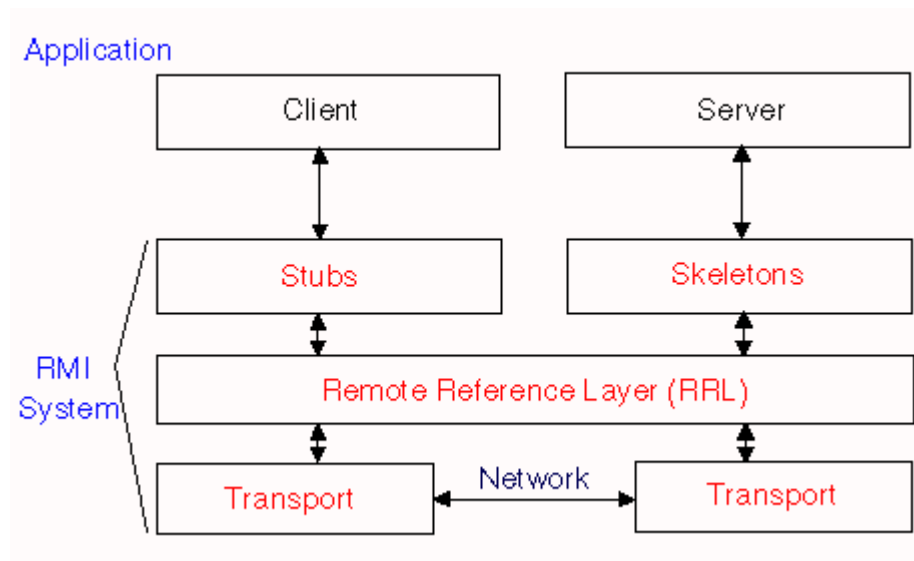 Application
Client
Server
Stubs
Skeletons
RMI
System
Remote Reference Layer (RRL)
Network
Transport
Transport